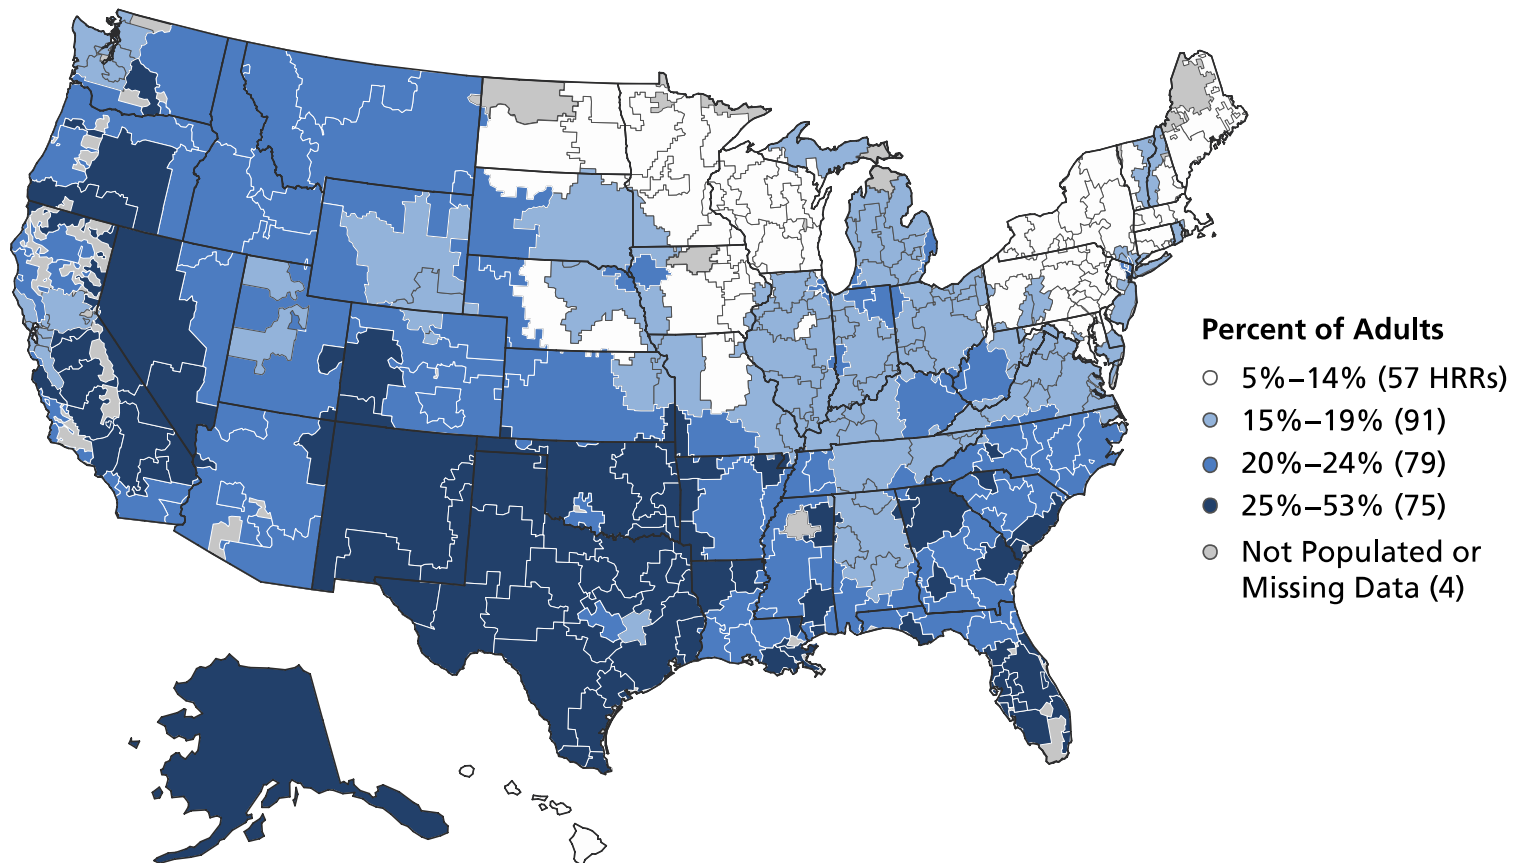 Percent of Adults
5%–14% (57 HRRs)
15%–19% (91)
20%–24% (79)
25%–53% (75)
Not Populated or
Missing Data (4)